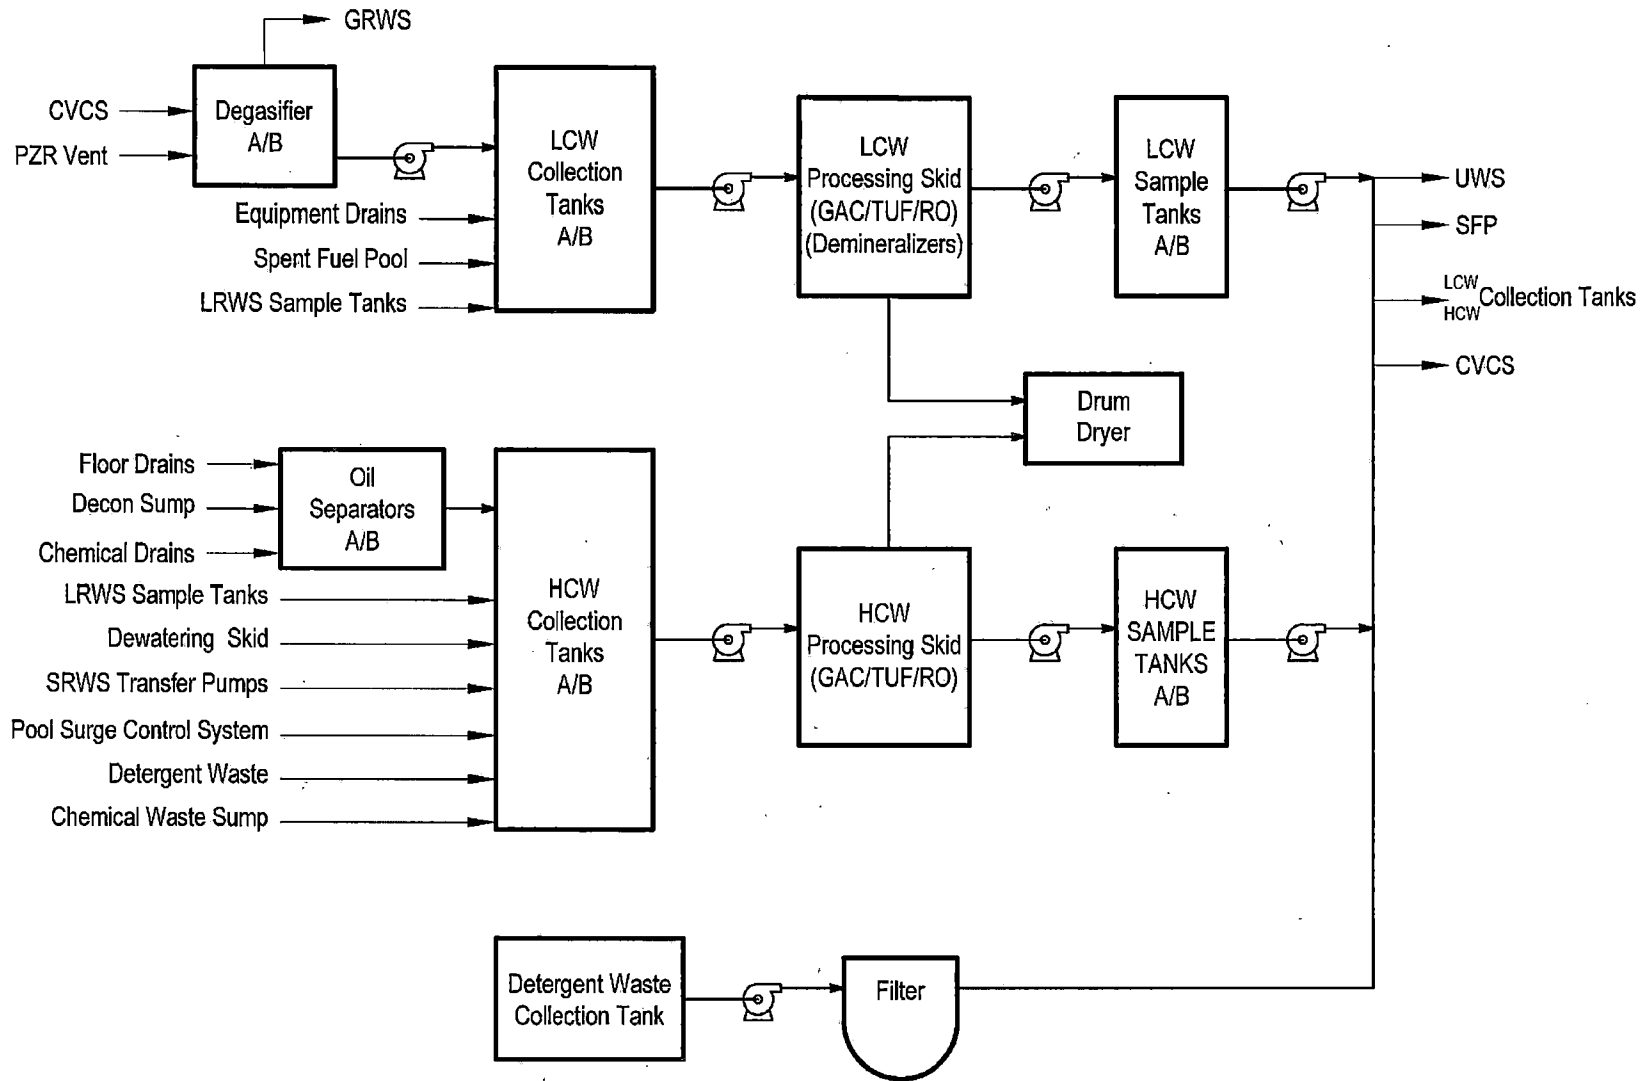 GRWS
CVCS
PZR Vent
Degasifier
A/B
Equipment Drains
Spent Fuel Pool
LRWS Sample Tanks
LCW
Collection
Tanks
A/B
LCW
Processing Skid
(GAC/TUF/RO)
(Demineralizers)
LCW
Sample
Tanks
A/B
UWS
SFP
LCW
HCW Collection Tanks
CVCS
Drum
Dryer
Floor Drains
Decon Sump
Chemical Drains
Oil
Separators
A/B
LRWS Sample Tanks
Dewatering Skid
SRWS Transfer Pumps
Pool Surge Control System
Detergent Waste
Chemical Waste Sump
HCW
Collection
Tanks
A/B
HCW
Processing Skid
(GAC/TUF/RO)
HCW
SAMPLE
TANKS
A/B
Detergent Waste
Collection Tank
Filter